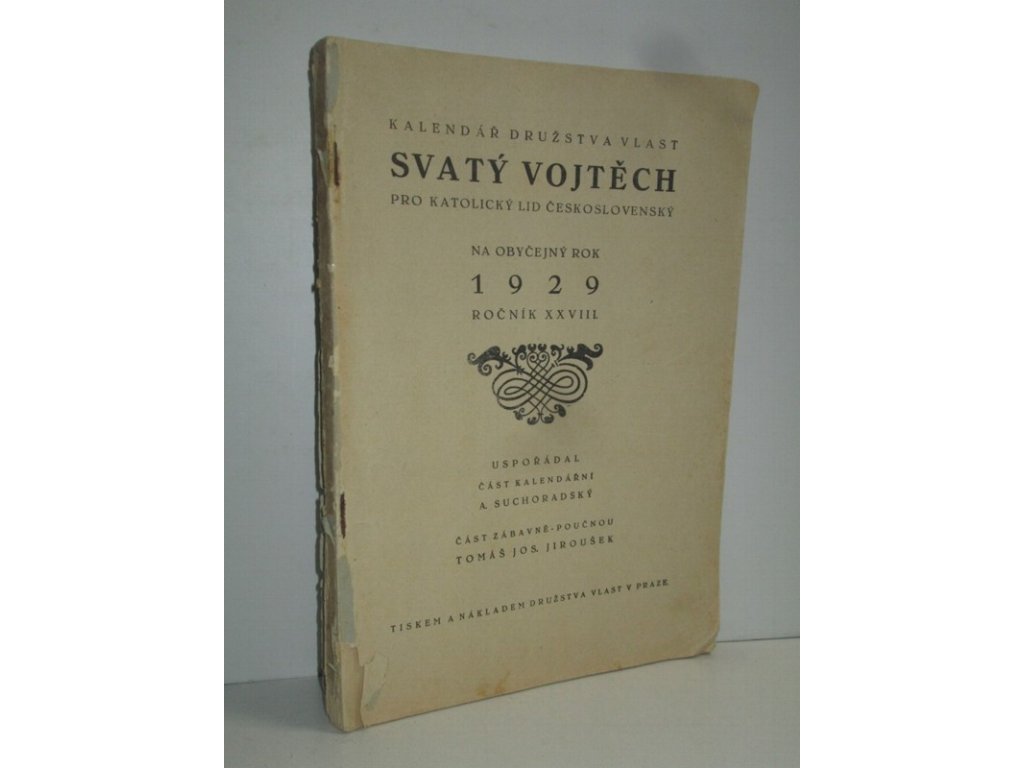 KALENDÁŘ DRUŽSTVA VLAST
SVATÝ VOJTĚCH
PRO KATOLICKÝ LID ČESKOSLOVENSKÝ
NA OBYČEJNÝ ROK
1929
ROČNÍK XXVIII.
USPOŘÁDAL
ČÁST KALENDÁŘNÍ
A. SUCHORADSKÝ
ČÁST ZÁBAVNĚ-POUČNOU
TOMÁŠ JOS. JIROUŠEK
TISKEM A NÁKLADEM DRUŽSTVA VLAST V PRAZE